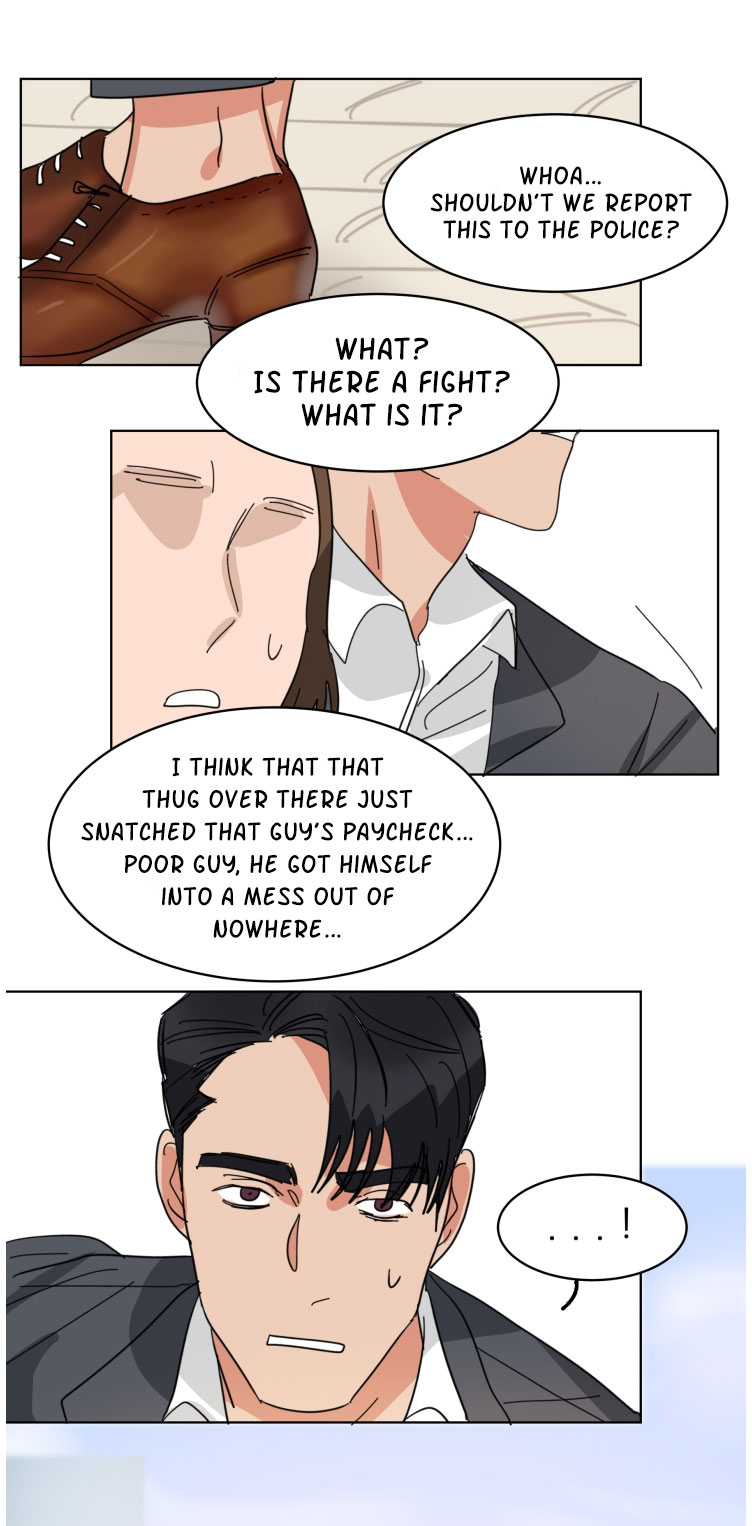 WHOA...
SHOULDN'T WE REPORT
THIS TO THE POLICE?
WHAT?
IS THERE A FIGHT?
WHAT IS IT?
I THINK THAT THAT
THUG OVER THERE JUST
SNATCHED THAT GUY'S PAYCHECK...
POOR GUY, HE GOT HIMSELF
INTO A MESS OUT OF
NOWHERE...
...!